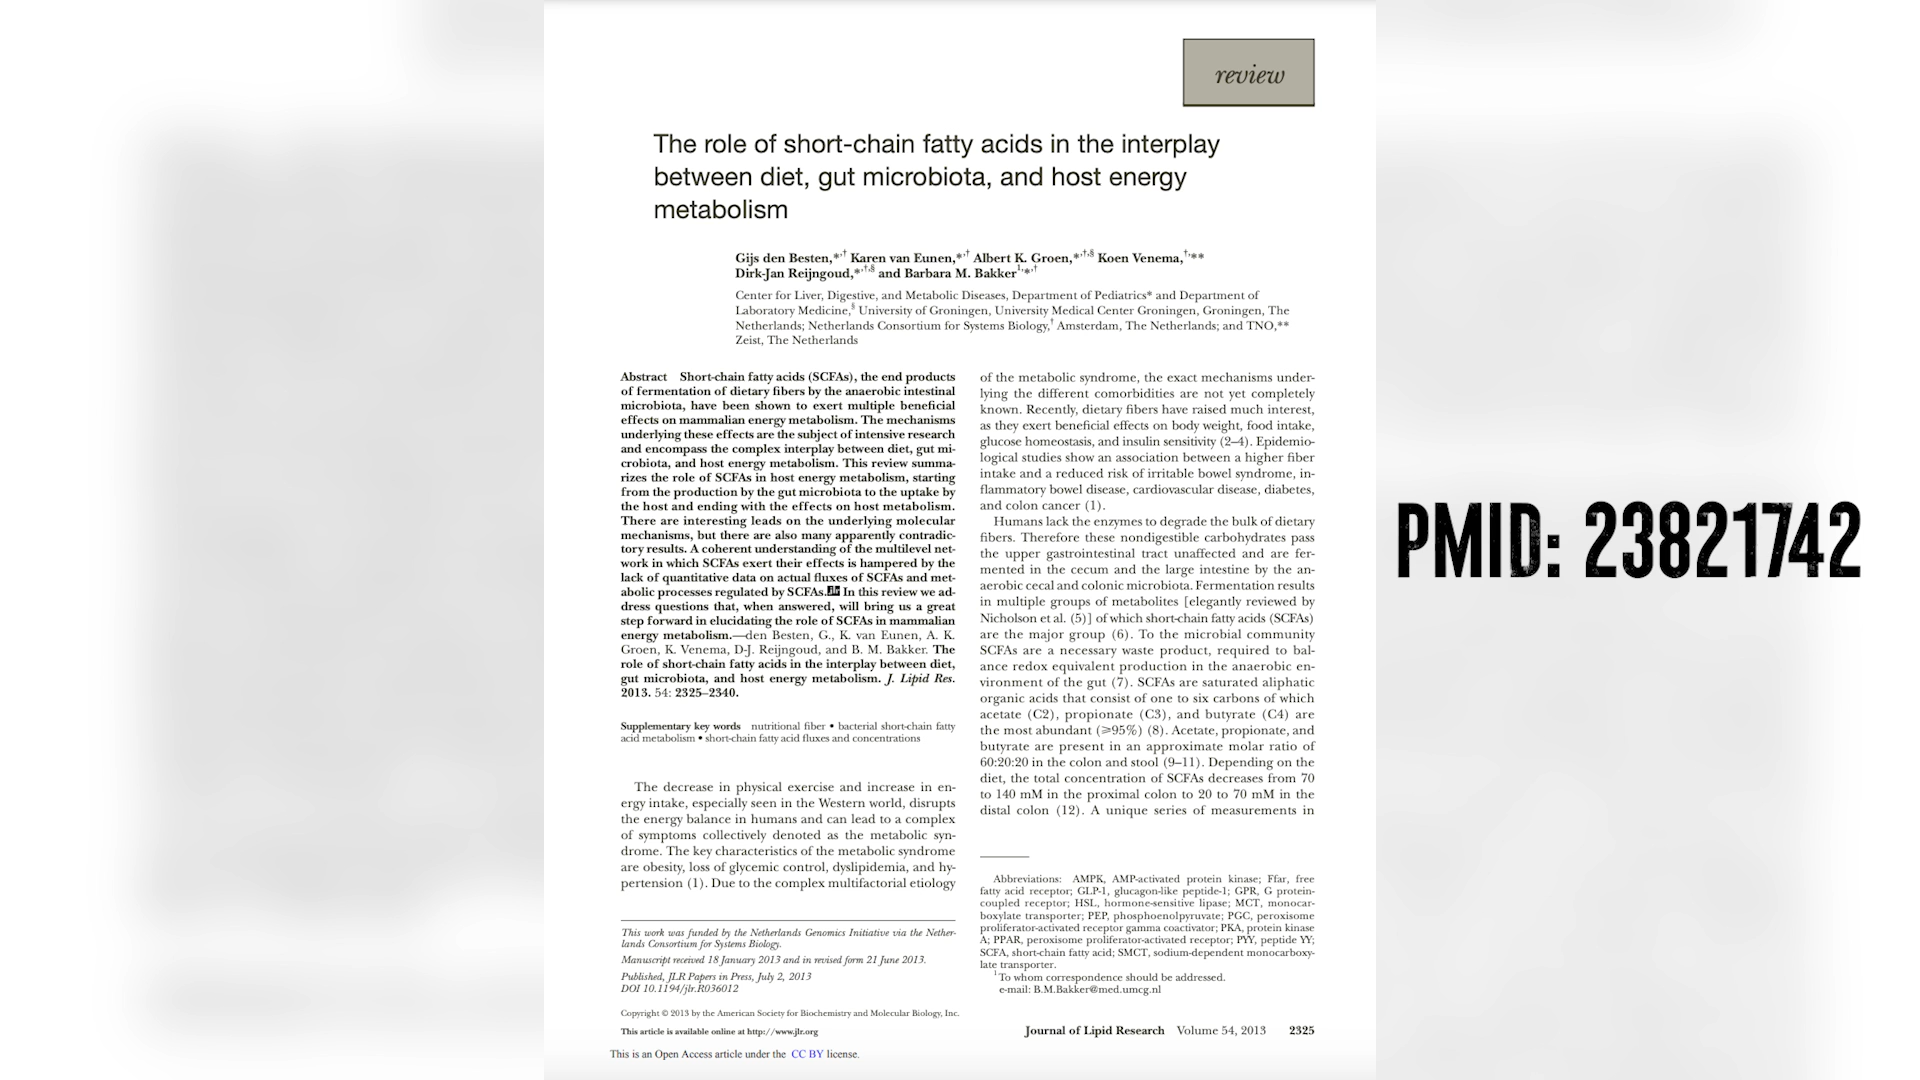 review
The role of short-chain fatty acids in the interplay
between diet, gut microbiota, and host energy
metabolism
Gijs den Besten,*,† Karen van Eunen,*,† Albert K. Groen,*,†,§ Koen Venema,†,**
Dirk-Jan Reijngoud,*,†,§ and Barbara M. Bakker1,*,†
Center for Liver, Digestive, and Metabolic Diseases, Department of Pediatrics* and Department of
Laboratory Medicine,§ University of Groningen, University Medical Center Groningen, Groningen, The
Netherlands; Netherlands Consortium for Systems Biology,† Amsterdam, The Netherlands; and TNO,**
Zeist, The Netherlands
Abstract Short-chain fatty acids (SCFAs), the end products
of fermentation of dietary fibers by the anaerobic intestinal
microbiota, have been shown to exert multiple beneficial
effects on mammalian energy metabolism. The mechanisms
underlying these effects are the subject of intensive research
and encompass the complex interplay between diet, gut mi-
crobiota, and host energy metabolism. This review summa-
rizes the role of SCFAs in host energy metabolism, starting
from the production by the gut microbiota to the uptake by
the host and ending with the effects on host metabolism.
There are interesting leads on the underlying molecular
mechanisms, but there are also many apparently contradic-
tory results. A coherent understanding of the multilevel net-
work in which SCFAs exert their effects is hampered by the
lack of quantitative data on actual fluxes of SCFAs and met-
abolic processes regulated by SCFAs. In this review we ad-
dress questions that, when answered, will bring us a great
step forward in elucidating the role of SCFAs in mammalian
energy metabolism.—den Besten, G., K. van Eunen, A. K.
Groen, K. Venema, D-J. Reijngoud, and B. M. Bakker. The
role of short-chain fatty acids in the interplay between diet,
gut microbiota, and host energy metabolism. J. Lipid Res.
2013. 54: 2325–2340.
Supplementary key words nutritional fiber • bacterial short-chain fatty
acid metabolism • short-chain fatty acid fluxes and concentrations
The decrease in physical exercise and increase in en-
ergy intake, especially seen in the Western world, disrupts
the energy balance in humans and can lead to a complex
of symptoms collectively denoted as the metabolic syn-
drome. The key characteristics of the metabolic syndrome
are obesity, loss of glycemic control, dyslipidemia, and hy-
pertension (1). Due to the complex multifactorial etiology
This work was funded by the Netherlands Genomics Initiative via the Nether-
lands Consortium for Systems Biology.
Manuscript received 18 January 2013 and in revised form 21 June 2013.
Published, JLR Papers in Press, July 2, 2013
DOI 10.1194/jlr.R036012
Copyright © 2013 by the American Society for Biochemistry and Molecular Biology, Inc.
This article is available online at http://www.jlr.org
This is an Open Access article under the CC BY license.
of the metabolic syndrome, the exact mechanisms under-
lying the different comorbidities are not yet completely
known. Recently, dietary fibers have raised much interest,
as they exert beneficial effects on body weight, food intake,
glucose homeostasis, and insulin sensitivity (2–4). Epidemio-
logical studies show an association between a higher fiber
intake and a reduced risk of irritable bowel syndrome, in-
flammatory bowel disease, cardiovascular disease, diabetes,
and colon cancer (1).
Humans lack the enzymes to degrade the bulk of dietary
fibers. Therefore these nondigestible carbohydrates pass
the upper gastrointestinal tract unaffected and are fer-
mented in the cecum and the large intestine by the an-
aerobic cecal and colonic microbiota. Fermentation results
in multiple groups of metabolites [elegantly reviewed by
Nicholson et al. (5)] of which short-chain fatty acids (SCFAs)
are the major group (6). To the microbial community
SCFAs are a necessary waste product, required to bal-
ance redox equivalent production in the anaerobic en-
vironment of the gut (7). SCFAs are saturated aliphatic
organic acids that consist of one to six carbons of which
acetate (C2), propionate (C3), and butyrate (C4) are
the most abundant (⩾95%) (8). Acetate, propionate, and
butyrate are present in an approximate molar ratio of
60:20:20 in the colon and stool (9–11). Depending on the
diet, the total concentration of SCFAs decreases from 70
to 140 mM in the proximal colon to 20 to 70 mM in the
distal colon (12). A unique series of measurements in
Abbreviations: AMPK, AMP-activated protein kinase; Ffar, free
fatty acid receptor; GLP-1, glucagon-like peptide-1; GPR, G protein-
coupled receptor; HSL, hormone-sensitive lipase; MCT, monocar-
boxylate transporter; PEP, phosphoenolpyruvate; PGC, peroxisome
proliferator-activated receptor gamma coactivator; PKA, protein kinase
A; PPAR, peroxisome proliferator-activated receptor; PYY, peptide YY;
SCFA, short-chain fatty acid; SMCT, sodium-dependent monocarboxy-
late transporter.
1To whom correspondence should be addressed.
e-mail: B.M.Bakker@med.umcg.nl
Journal of Lipid Research Volume 54, 2013 2325
PMID: 23821742